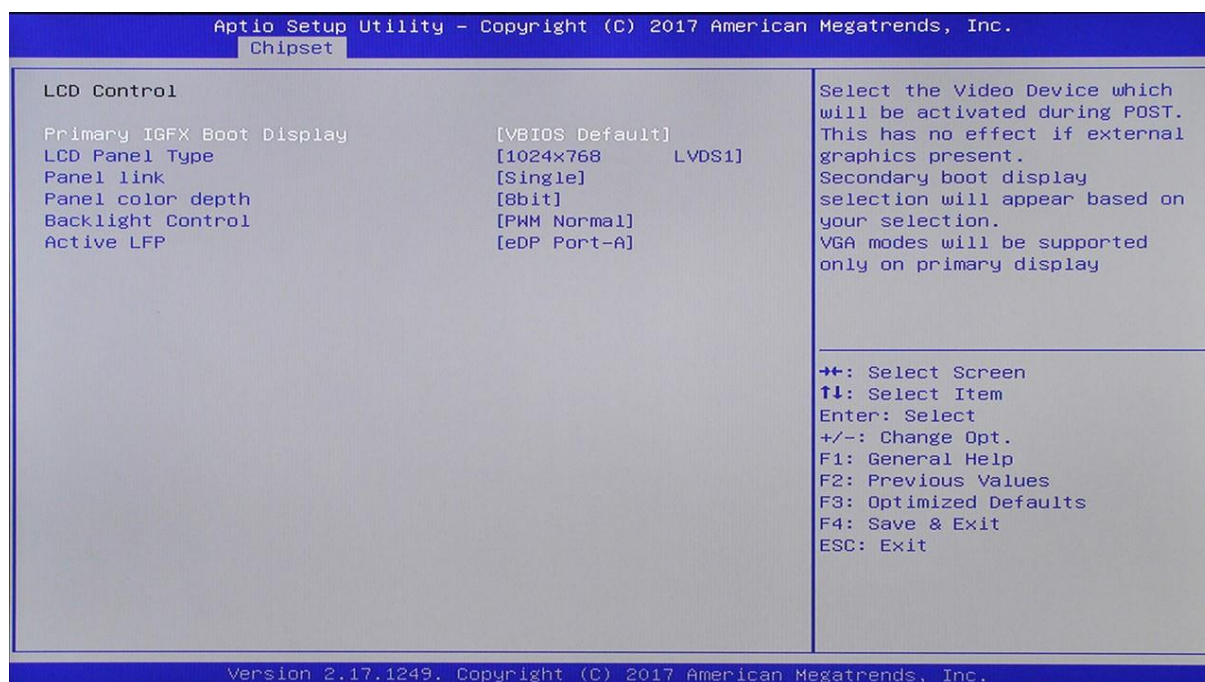 Aptio Setup Utility – Copyright (C) 2017 American Megatrends, Inc.
Chipset
LCD Control
Primary IGFX Boot Display [VBIOS Default]
LCD Panel Type [1024x768 LVDS1]
Panel link [Single]
Panel color depth [8bit]
Backlight Control [PWM Normal]
Active LFP [eDP Port-A]
Select the Video Device which
will be activated during POST.
This has no effect if external
graphics present.
Secondary boot display
selection will appear based on
your selection.
VGA modes will be supported
only on primary display
→←: Select Screen
↑↓: Select Item
Enter: Select
+/-: Change Opt.
F1: General Help
F2: Previous Values
F3: Optimized Defaults
F4: Save & Exit
ESC: Exit
Version 2.17.1249. Copyright (C) 2017 American Megatrends, Inc.